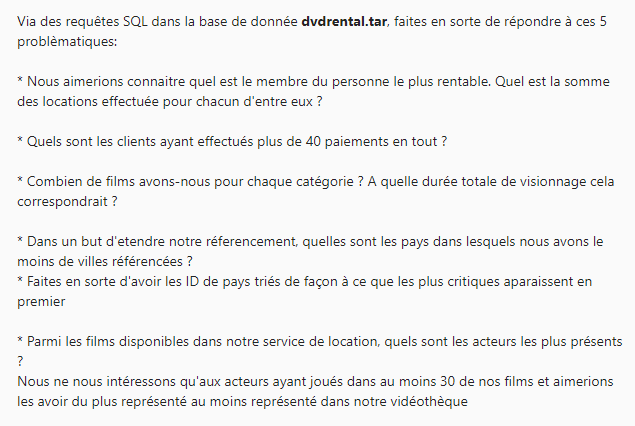 Via des requêtes SQL dans la base de donnée dvdrental.tar, faites en sorte de répondre à ces 5
problèmatiques:
* Nous aimerions connaitre quel est le membre du personne le plus rentable. Quel est la somme
des locations effectuée pour chacun d'entre eux ?
* Quels sont les clients ayant effectués plus de 40 paiements en tout ?
* Combien de films avons-nous pour chaque catégorie ? A quelle durée totale de visionnage cela
correspondrait ?
* Dans un but d'etendre notre réferencement, quelles sont les pays dans lesquels nous avons le
moins de villes référencées ?
* Faites en sorte d'avoir les ID de pays triés de façon à ce que les plus critiques aparaissent en
premier
* Parmi les films disponibles dans notre service de location, quels sont les acteurs les plus présents
?
Nous ne nous intéressons qu'aux acteurs ayant joués dans au moins 30 de nos films et aimerions
les avoir du plus représenté au moins représenté dans notre vidéothèque